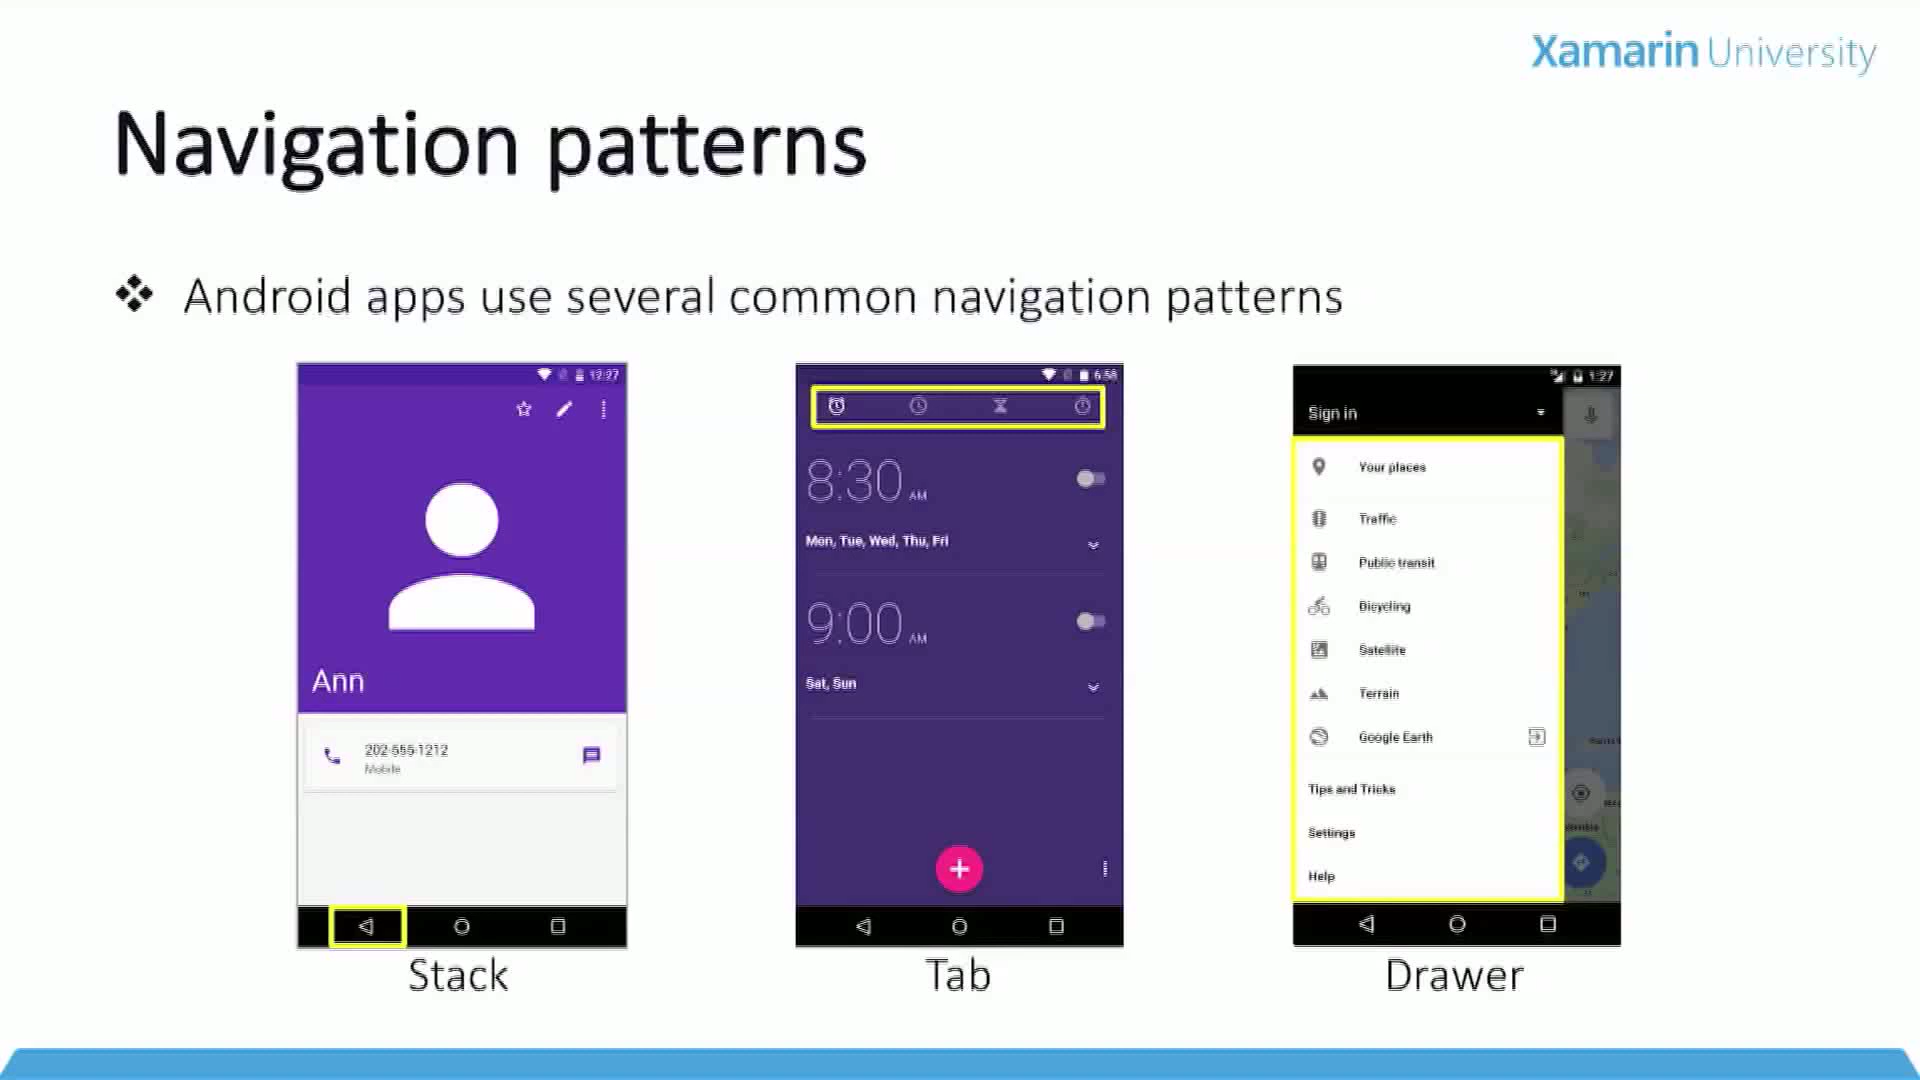 Xamarin University
Navigation patterns
❖ Android apps use several common navigation patterns
12:27
Ann
202-555-1212
Mobile
Stack
6:58
8:30 AM
Mon, Tue, Wed, Thu, Fri
9:00 AM
Sat, Sun
Tab
1:27
Sign in
Your places
Traffic
Public transit
Bicycling
Satellite
Terrain
Google Earth
Tips and Tricks
Settings
Help
Drawer